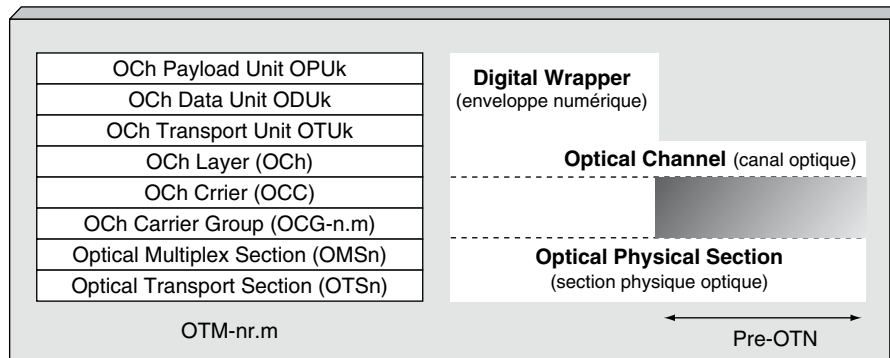 OCh Payload Unit OPUk
OCh Data Unit ODUk
OCh Transport Unit OTUk
OCh Layer (OCh)
OCh Crrier (OCC)
OCh Carrier Group (OCG-n.m)
Optical Multiplex Section (OMSn)
Optical Transport Section (OTSn)
OTM-nr.m
Digital Wrapper
(enveloppe numérique)
Optical Channel (canal optique)
Optical Physical Section
(section physique optique)
Pre-OTN